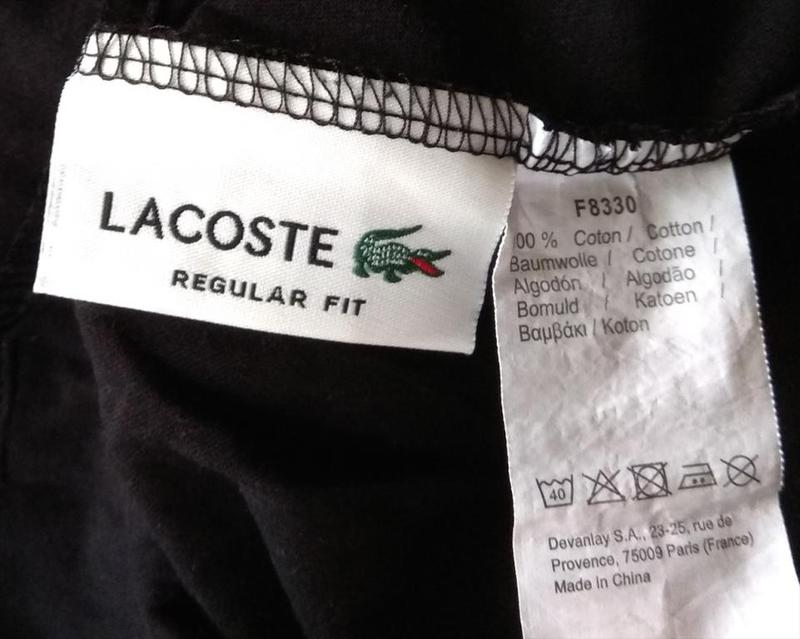 LACOSTE
REGULAR FIT
F8330
00 % Coton / Cotton /
Baumwolle / Cotone /
Algodón / Algodão /
Bomuld / Katoen /
Βαμβάκι / Koton
40
Devanlay S.A., 23-25, rue de
Provence, 75009 Paris (France)
Made in China